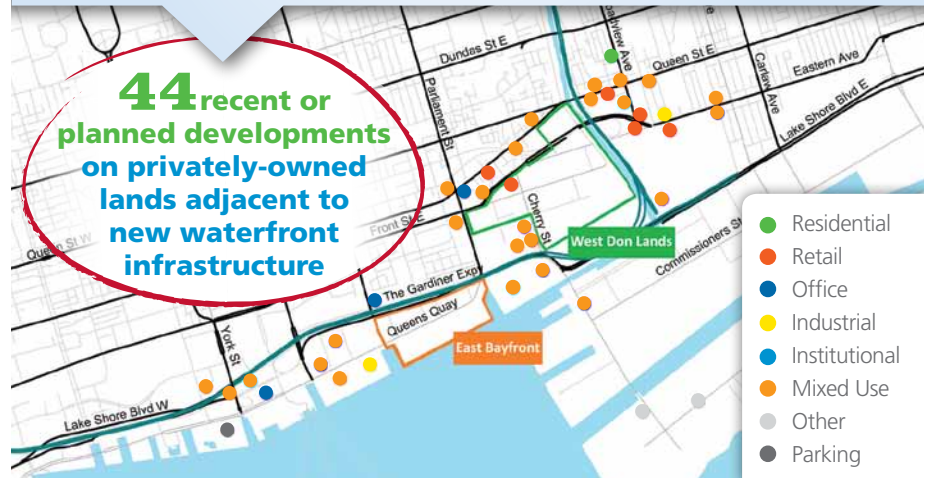 44 recent or
planned developments
on privately-owned
lands adjacent to
new waterfront
infrastructure
Dundas St E
Queen St E
Eastern Ave
Carlaw Ave
Lake Shore Blvd E
Parliament St
Front St E
Queen St W
Cherry St
West Don Lands
The Gardiner Exp
Queens Quay
East Bayfront
York St
Lake Shore Blvd W
Residential
Retail
Office
Industrial
Institutional
Mixed Use
Other
Parking